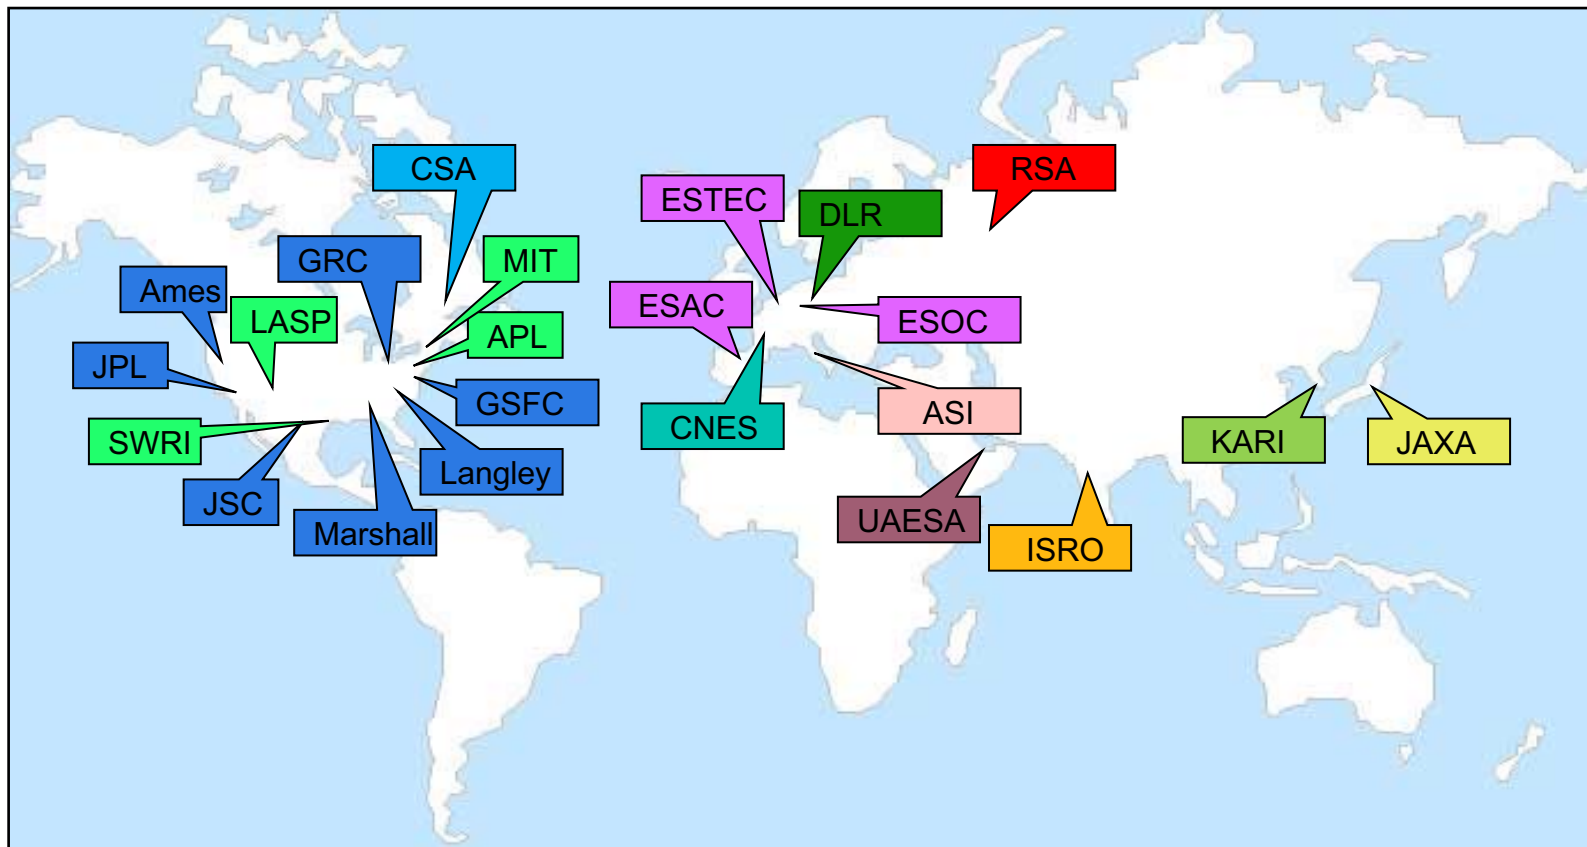 CSA
RSA
ESTEC
DLR
GRC
MIT
Ames
LASP
ESAC
ESOC
APL
JPL
GSFC
ASI
CNES
SWRI
KARI
JAXA
Langley
JSC
Marshall
UAESA
ISRO